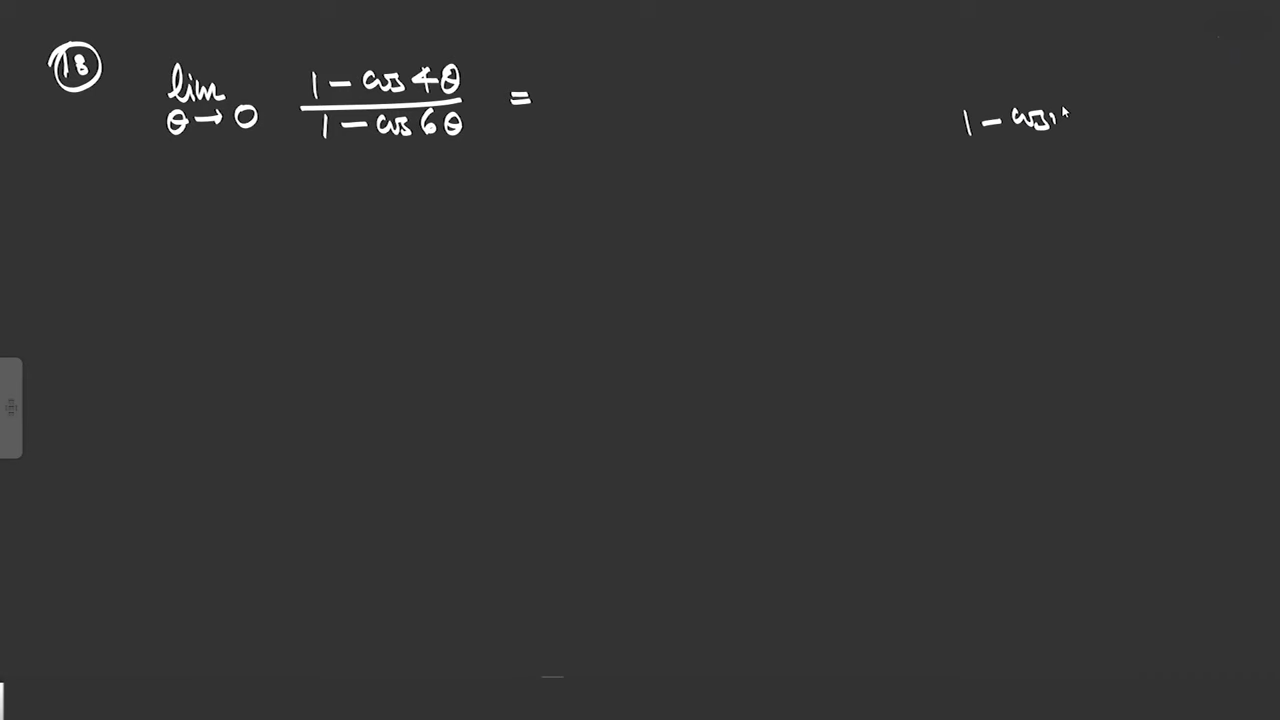 18 lim θ→0 (1 - cos 4θ)/(1 - cos 6θ) =
1 - cos